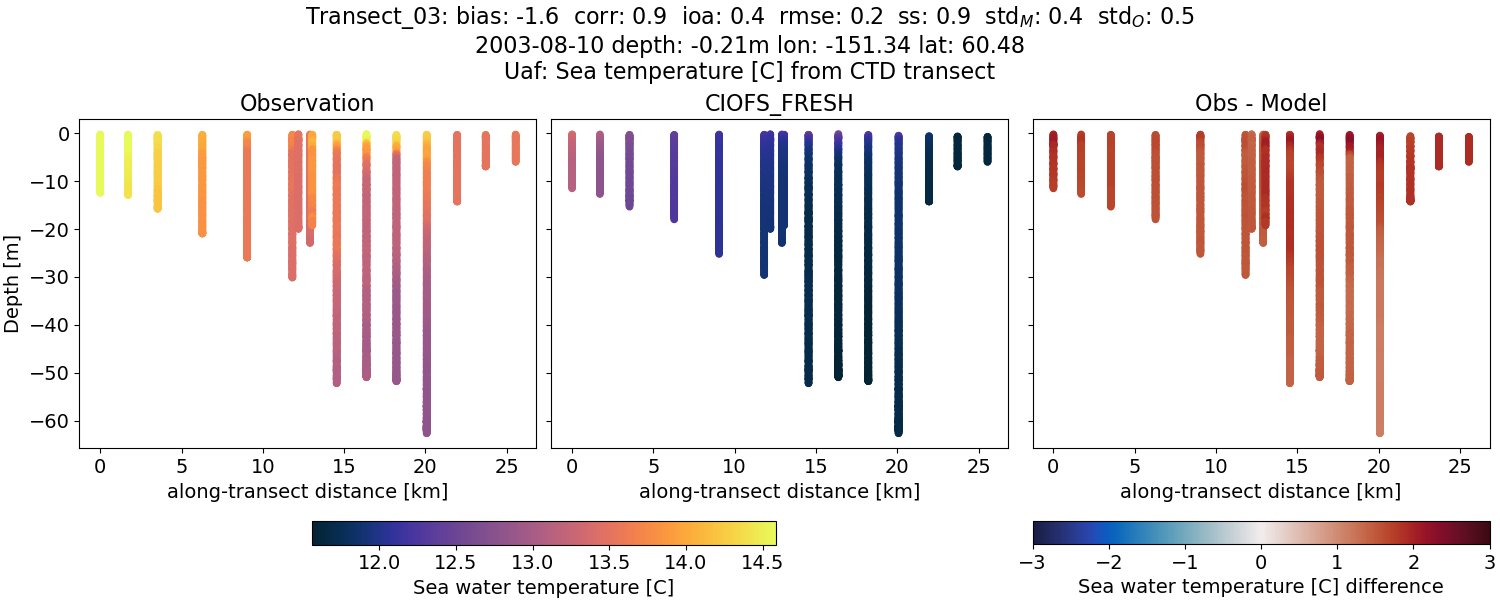 Transect_03: bias: -1.6  corr: 0.9  ioa: 0.4  rmse: 0.2  ss: 0.9  std_M: 0.4  std_O: 0.5
2003-08-10 depth: -0.21m lon: -151.34 lat: 60.48
Uaf: Sea temperature [C] from CTD transect
Observation
CIOFS_FRESH
Obs - Model
Depth [m]
0
−10
−20
−30
−40
−50
−60
0 5 10 15 20 25
0 5 10 15 20 25
0 5 10 15 20 25
along-transect distance [km]
along-transect distance [km]
along-transect distance [km]
12.0 12.5 13.0 13.5 14.0 14.5
Sea water temperature [C]
−3 −2 −1 0 1 2 3
Sea water temperature [C] difference